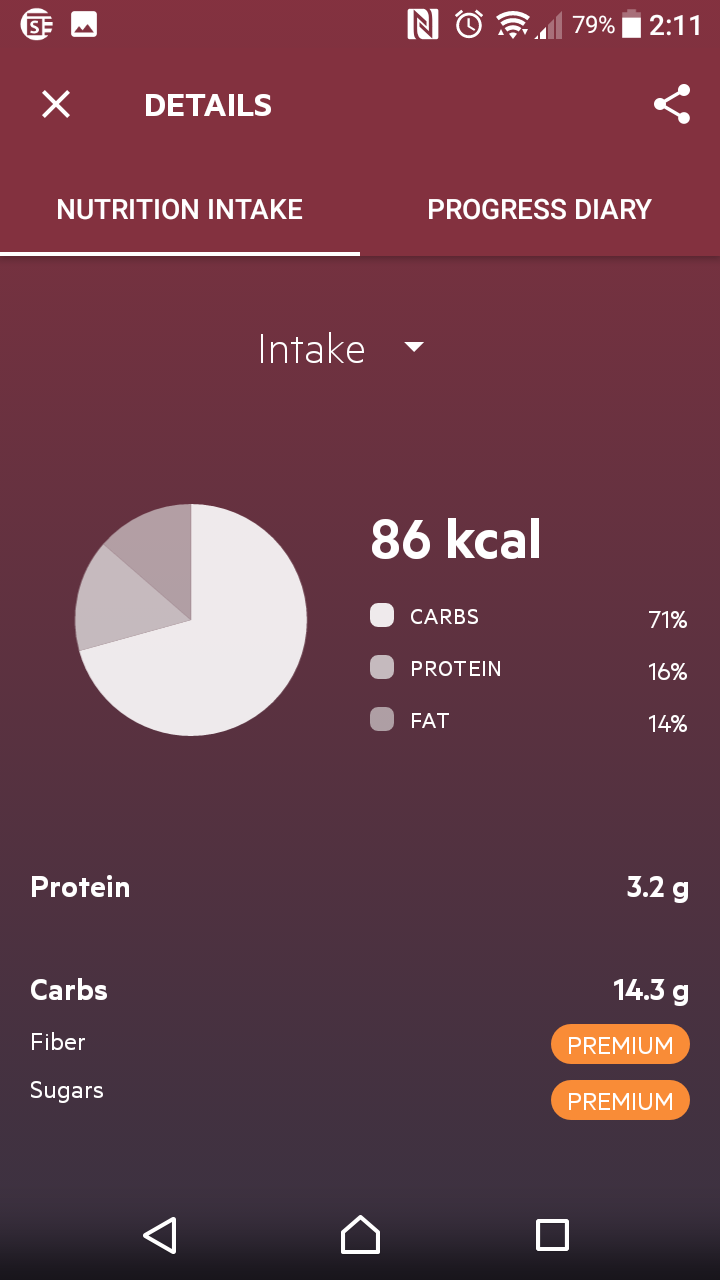 79% 2:11
DETAILS
NUTRITION INTAKE PROGRESS DIARY
Intake
86 kcal
CARBS 71%
PROTEIN 16%
FAT 14%
Protein 3.2 g
Carbs 14.3 g
Fiber PREMIUM
Sugars PREMIUM